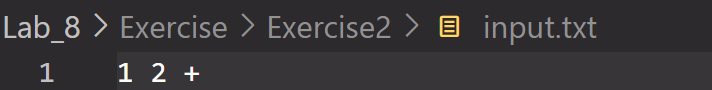 Lab_8 > Exercise > Exercise2 > input.txt
1 1 2 +